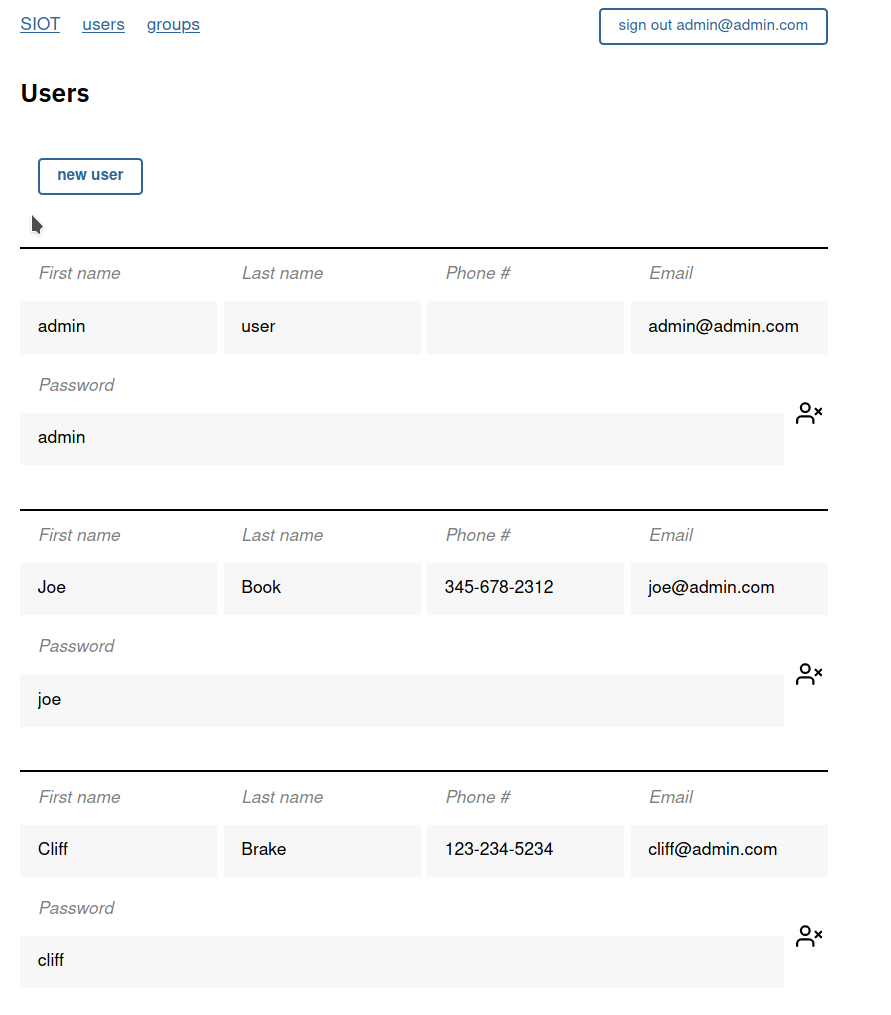 SIOT users groups sign out admin@admin.com
Users
new user
First name Last name Phone # Email
admin user admin@admin.com
Password
admin
First name Last name Phone # Email
Joe Book 345-678-2312 joe@admin.com
Password
joe
First name Last name Phone # Email
Cliff Brake 123-234-5234 cliff@admin.com
Password
cliff